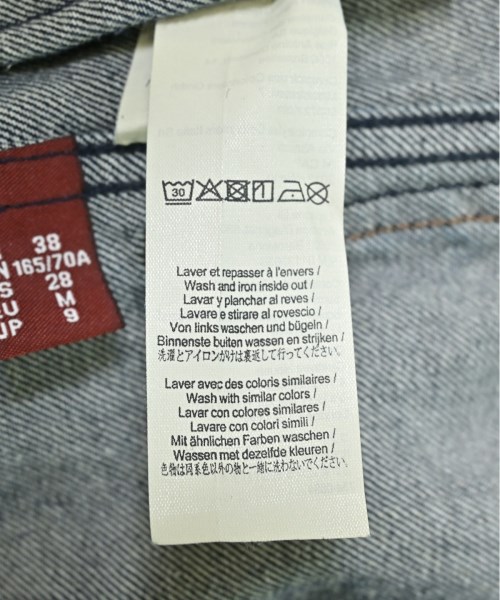 30
38
165/70A
28
M
9
Laver et repasser à l'envers /
Wash and iron inside out /
Lavar y planchar al reves /
Lavare e stirare al rovescio /
Von links waschen und bügeln /
Binnenste buiten wassen en strijken /
洗濯とアイロンがけは裏返して行ってください。
Laver avec des coloris similaires /
Wash with similar colors /
Lavar con colores similares /
Lavare con colori simili /
Mit ähnlichen Farben waschen /
Wassen met dezelfde kleuren /
色物は同系色以外の物と一緒に洗わないでください。